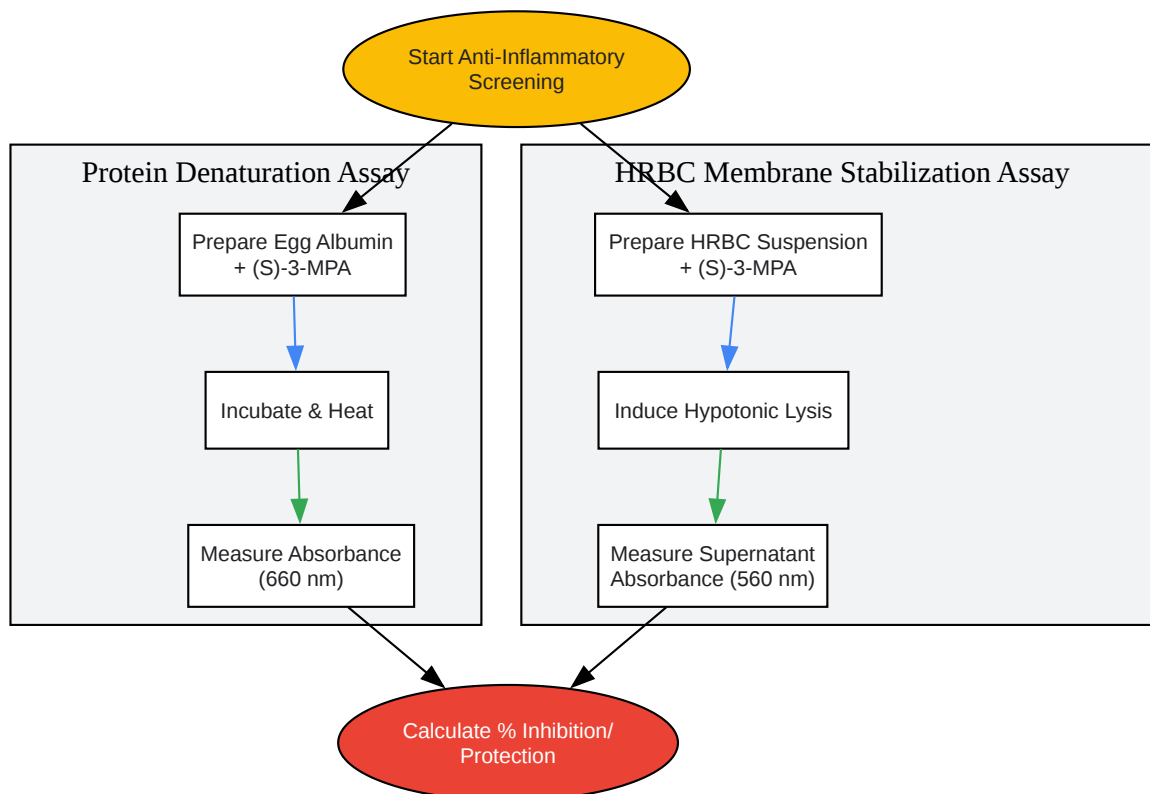 Start Anti-Inflammatory
Screening
Protein Denaturation Assay
Prepare Egg Albumin
+ (S)-3-MPA
Incubate & Heat
Measure Absorbance
(660 nm)
HRBC Membrane Stabilization Assay
Prepare HRBC Suspension
+ (S)-3-MPA
Induce Hypotonic Lysis
Measure Supernatant
Absorbance (560 nm)
Calculate % Inhibition/
Protection